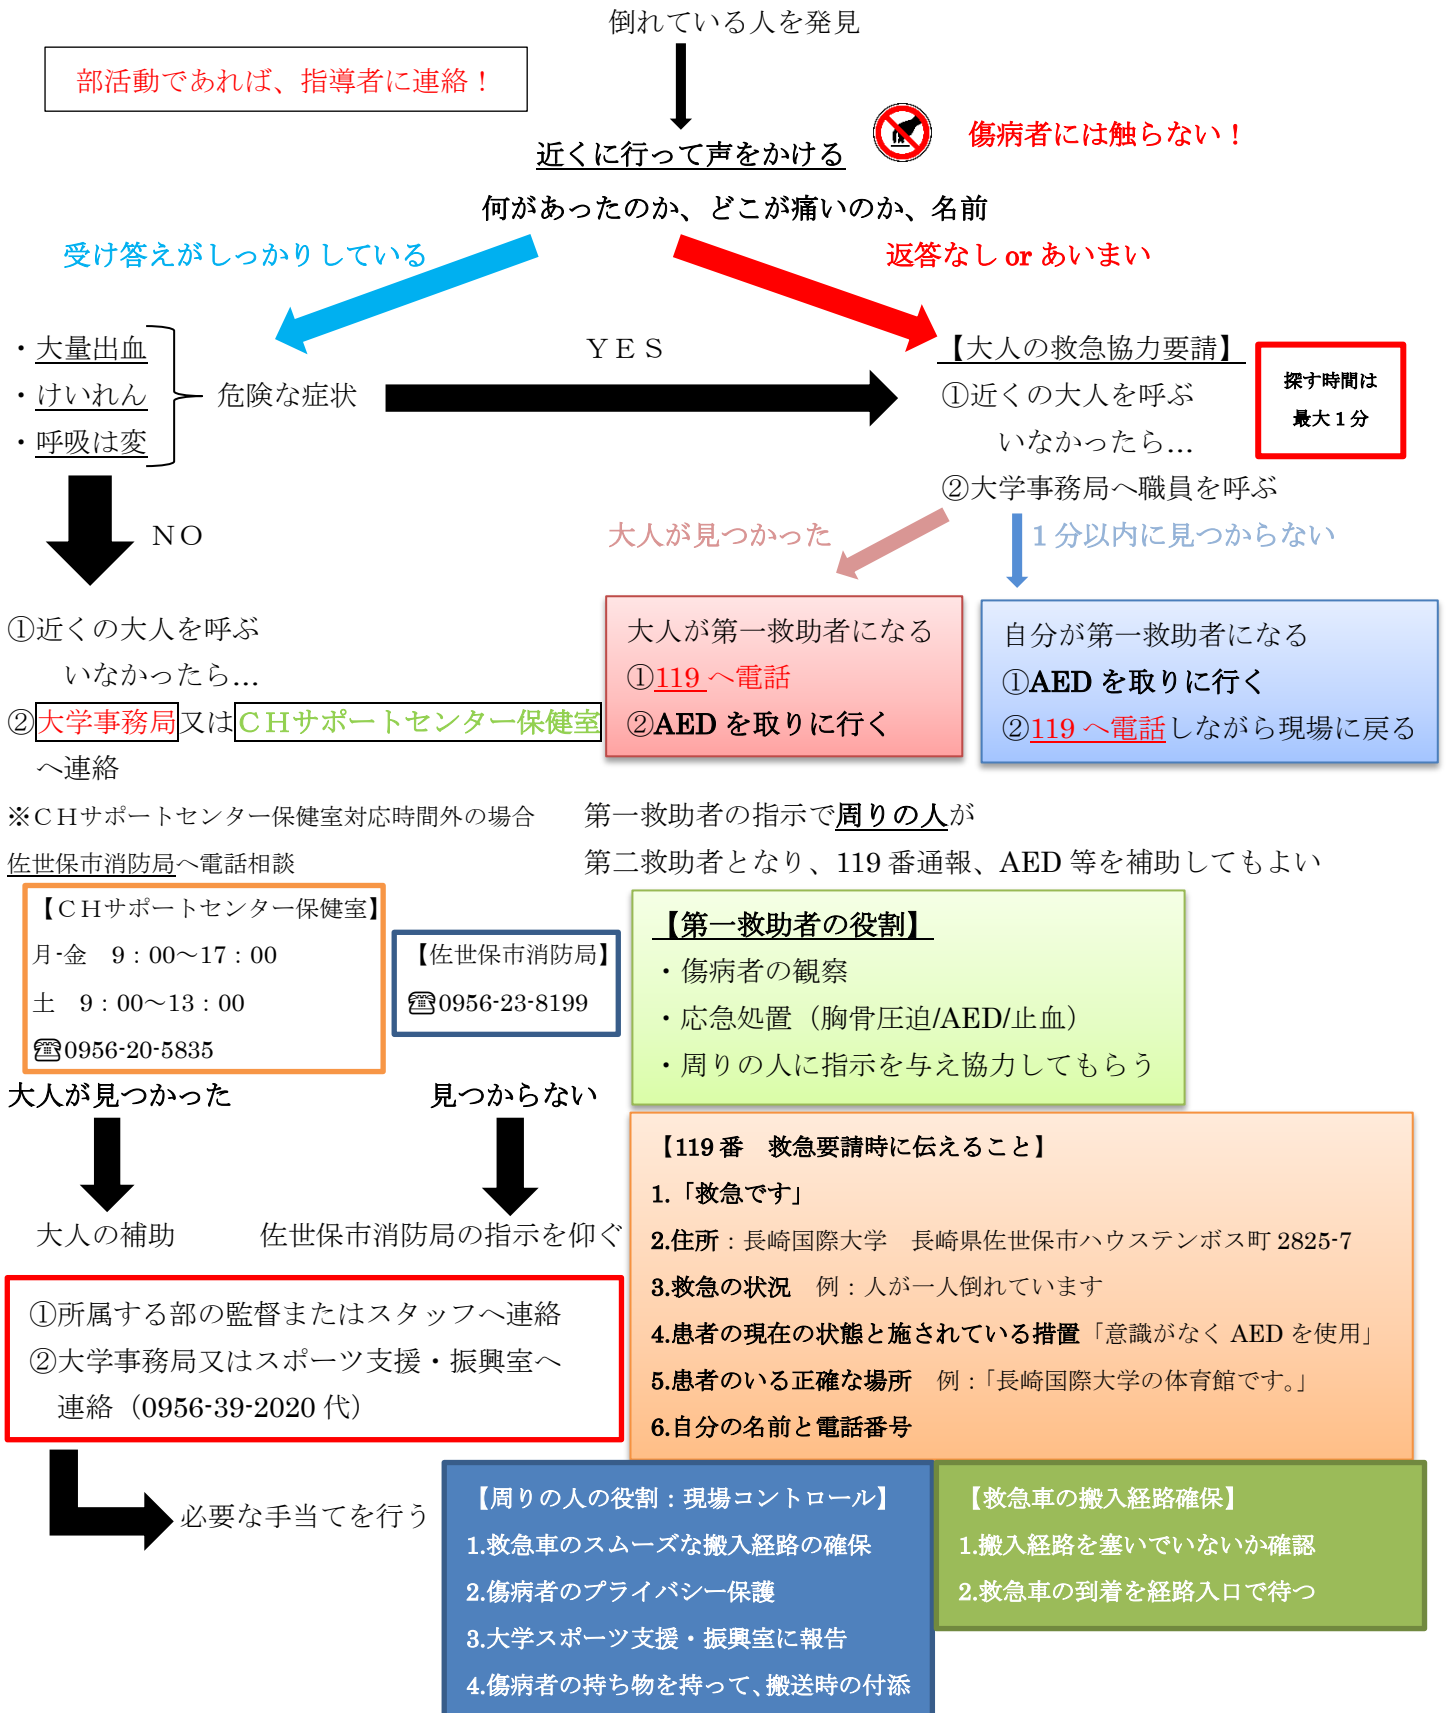 倒れている人を発見
部活動であれば、指導者に連絡！
近くに行って声をかける
傷病者には触らない！
何があったのか、どこが痛いのか、名前
受け答えがしっかりしている
返答なし or あいまい
・大量出血
・けいれん
・呼吸は変
危険な症状
ＹＥＳ
【大人の救急協力要請】
①近くの大人を呼ぶ
いなかったら…
②大学事務局へ職員を呼ぶ
探す時間は
最大１分
ＮＯ
大人が見つかった
１分以内に見つからない
①近くの大人を呼ぶ
いなかったら…
②大学事務局又はＣＨサポートセンター保健室
へ連絡
大人が第一救助者になる
①119 へ電話
②AED を取りに行く
自分が第一救助者になる
①AED を取りに行く
②119 へ電話しながら現場に戻る
※ＣＨサポートセンター保健室対応時間外の場合
佐世保市消防局へ電話相談
第一救助者の指示で周りの人が
第二救助者となり、119 番通報、AED 等を補助してもよい
【ＣＨサポートセンター保健室】
月-金　9：00～17：00
土　9：00～13：00
☎0956-20-5835
【佐世保市消防局】
☎0956-23-8199
【第一救助者の役割】
・傷病者の観察
・応急処置（胸骨圧迫/AED/止血）
・周りの人に指示を与え協力してもらう
大人が見つかった
見つからない
大人の補助
佐世保市消防局の指示を仰ぐ
【119 番　救急要請時に伝えること】
1.「救急です」
2.住所：長崎国際大学　長崎県佐世保市ハウステンボス町 2825-7
3.救急の状況　例：人が一人倒れています
4.患者の現在の状態と施されている措置「意識がなく AED を使用」
5.患者のいる正確な場所　例：「長崎国際大学の体育館です。」
6.自分の名前と電話番号
①所属する部の監督またはスタッフへ連絡
②大学事務局又はスポーツ支援・振興室へ
連絡（0956-39-2020 代）
必要な手当てを行う
【周りの人の役割：現場コントロール】
1.救急車のスムーズな搬入経路の確保
2.傷病者のプライバシー保護
3.大学スポーツ支援・振興室に報告
4.傷病者の持ち物を持って、搬送時の付添
【救急車の搬入経路確保】
1.搬入経路を塞いでいないか確認
2.救急車の到着を経路入口で待つ